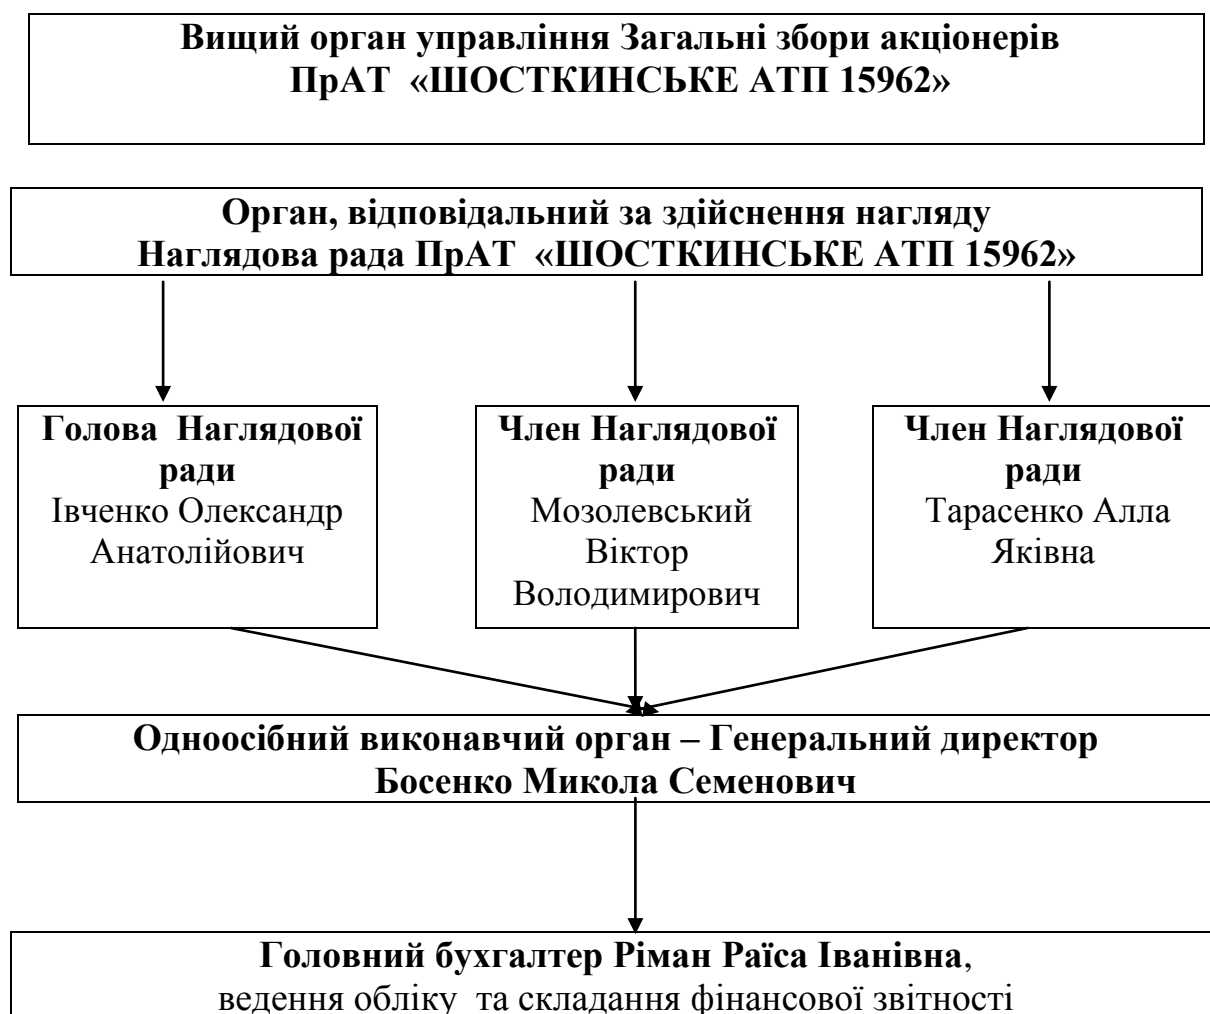 Вищий орган управління Загальні збори акціонерів
ПрАТ «ШОСТКИНСЬКЕ АТП 15962»
Орган, відповідальний за здійснення нагляду
Наглядова рада ПрАТ «ШОСТКИНСЬКЕ АТП 15962»
Голова Наглядової
ради
Івченко Олександр
Анатолійович
Член Наглядової
ради
Мозолевський
Віктор
Володимирович
Член Наглядової
ради
Тарасенко Алла
Яківна
Одноосібний виконавчий орган – Генеральний директор
Босенко Микола Семенович
Головний бухгалтер Ріман Раїса Іванівна,
ведення обліку та складання фінансової звітності